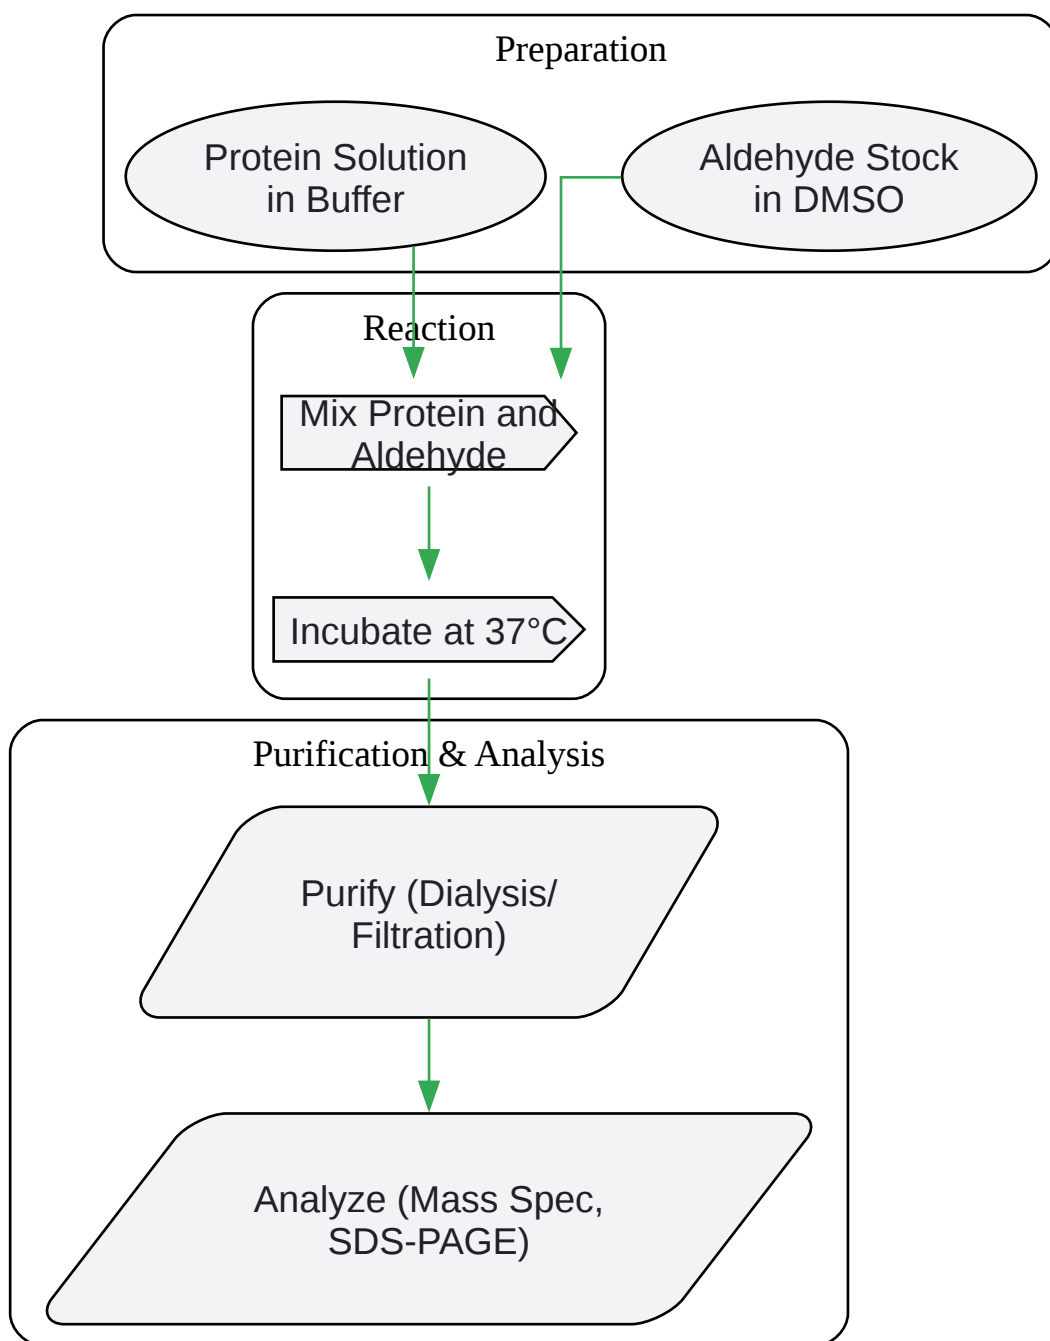 Preparation
Protein Solution
in Buffer
Aldehyde Stock
in DMSO
Reaction
Mix Protein and
Aldehyde
Incubate at 37°C
Purification & Analysis
Purify (Dialysis/
Filtration)
Analyze (Mass Spec,
SDS-PAGE)